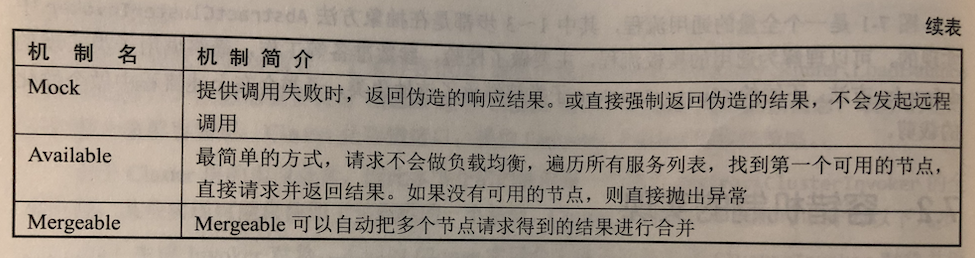 续表
机 制 名 机 制 简 介
Mock 提供调用失败时，返回伪造的响应结果。或直接强制返回伪造的结果，不会发起远程
调用
Available 最简单的方式，请求不会做负载均衡，遍历所有服务列表，找到第一个可用的节点，
直接请求并返回结果。如果没有可用的节点，则直接抛出异常
Mergeable Mergeable 可以自动把多个节点请求得到的结果进行合并